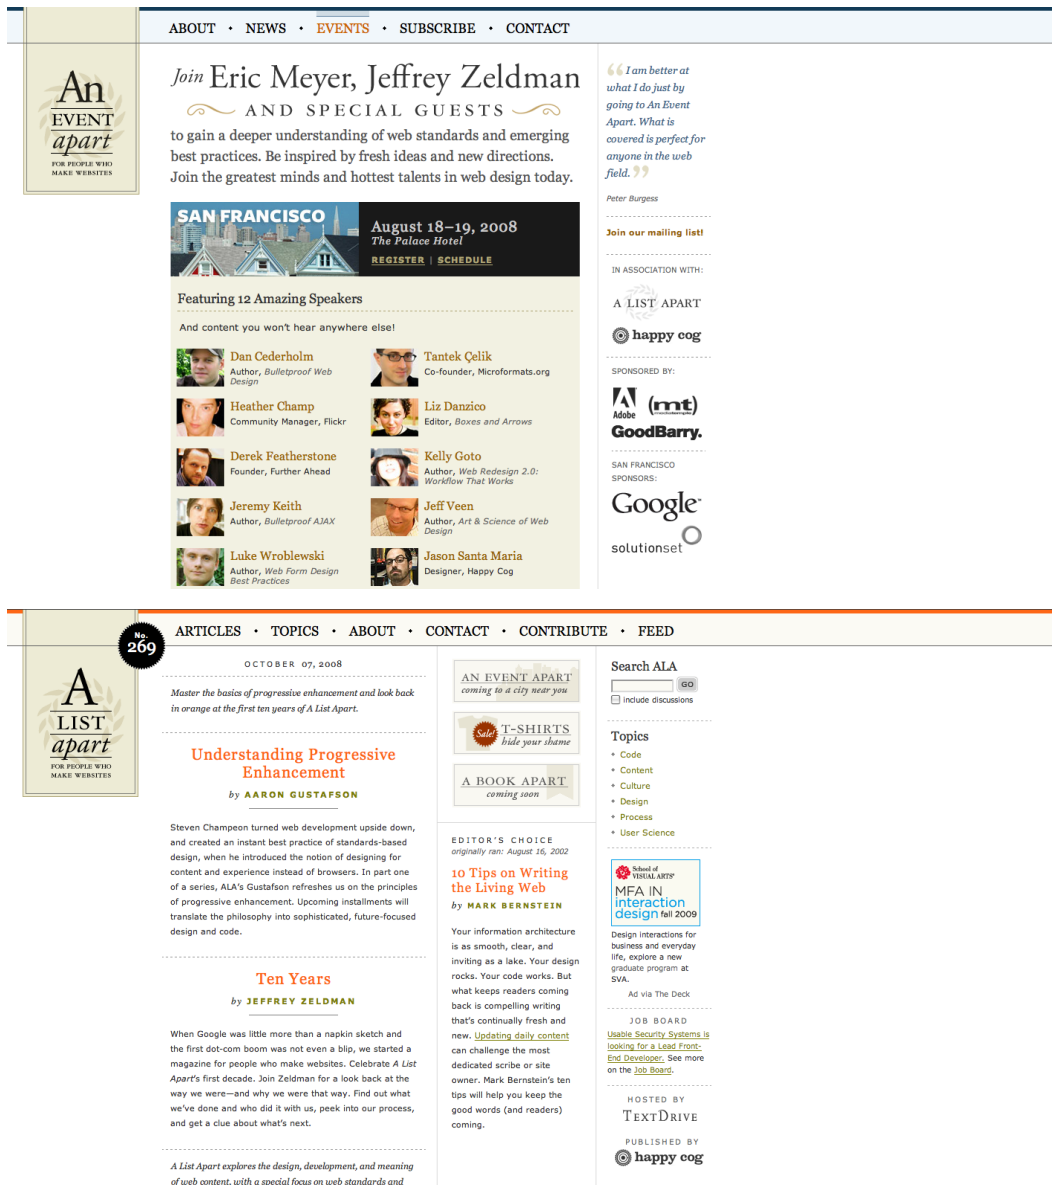 ABOUT • NEWS • EVENTS • SUBSCRIBE • CONTACT
An
EVENT
apart
FOR PEOPLE WHO
MAKE WEBSITES
Join Eric Meyer, Jeffrey Zeldman
AND SPECIAL GUESTS
to gain a deeper understanding of web standards and emerging
best practices. Be inspired by fresh ideas and new directions.
Join the greatest minds and hottest talents in web design today.
SAN FRANCISCO
August 18–19, 2008
The Palace Hotel
REGISTER | SCHEDULE
Featuring 12 Amazing Speakers
And content you won’t hear anywhere else!
Dan Cederholm
Author, Bulletproof Web
Design
Tantek Çelik
Co-founder, Microformats.org
Heather Champ
Community Manager, Flickr
Liz Danzico
Editor, Boxes and Arrows
Derek Featherstone
Founder, Further Ahead
Kelly Goto
Author, Web Redesign 2.0:
Workflow That Works
Jeremy Keith
Author, Bulletproof AJAX
Jeff Veen
Author, Art & Science of Web
Design
Luke Wroblewski
Author, Web Form Design
Best Practices
Jason Santa Maria
Designer, Happy Cog
“I am better at
what I do just by
going to An Event
Apart. What is
covered is perfect for
anyone in the web
field.”
Peter Burgess
Join our mailing list!
IN ASSOCIATION WITH:
A LIST APART
happy cog
SPONSORED BY:
Adobe
(mt)
GoodBarry.
SAN FRANCISCO
SPONSORS:
Google™
solutionset
No.
269
ARTICLES • TOPICS • ABOUT • CONTACT • CONTRIBUTE • FEED
A
LIST
apart
FOR PEOPLE WHO
MAKE WEBSITES
OCTOBER 07, 2008
Master the basics of progressive enhancement and look back
in orange at the first ten years of A List Apart.
Understanding Progressive
Enhancement
by AARON GUSTAFSON
Steven Champeon turned web development upside down,
and created an instant best practice of standards-based
design, when he introduced the notion of designing for
content and experience instead of browsers. In part one
of a series, ALA’s Gustafson refreshes us on the principles
of progressive enhancement. Upcoming installments will
translate the philosophy into sophisticated, future-focused
design and code.
Ten Years
by JEFFREY ZELDMAN
When Google was little more than a napkin sketch and
the first dot-com boom was not even a blip, we started a
magazine for people who make websites. Celebrate A List
Apart’s first decade. Join Zeldman for a look back at the
way we were—and why we were that way. Find out what
we’ve done and who did it with us, peek into our process,
and get a clue about what’s next.
A List Apart explores the design, development, and meaning
of web content, with a special focus on web standards and
AN EVENT APART
coming to a city near you
Sale!
T-SHIRTS
hide your shame
A BOOK APART
coming soon
EDITOR’S CHOICE
originally ran: August 16, 2002
10 Tips on Writing
the Living Web
by MARK BERNSTEIN
Your information architecture
is as smooth, clear, and
inviting as a lake. Your design
rocks. Your code works. But
what keeps readers coming
back is compelling writing
that’s continually fresh and
new. Updating daily content
can challenge the most
dedicated scribe or site
owner. Mark Bernstein’s ten
tips will help you keep the
good words (and readers)
coming.
Search ALA
GO
include discussions
Topics
• Code
• Content
• Culture
• Design
• Process
• User Science
School of
VISUAL ARTS®
MFA IN
interaction
design fall 2009
Design interactions for
business and everyday
life, explore a new
graduate program at
SVA.
Ad via The Deck
JOB BOARD
Usable Security Systems is
looking for a Lead Front-
End Developer. See more
on the Job Board.
HOSTED BY
TEXTDRIVE
PUBLISHED BY
happy cog